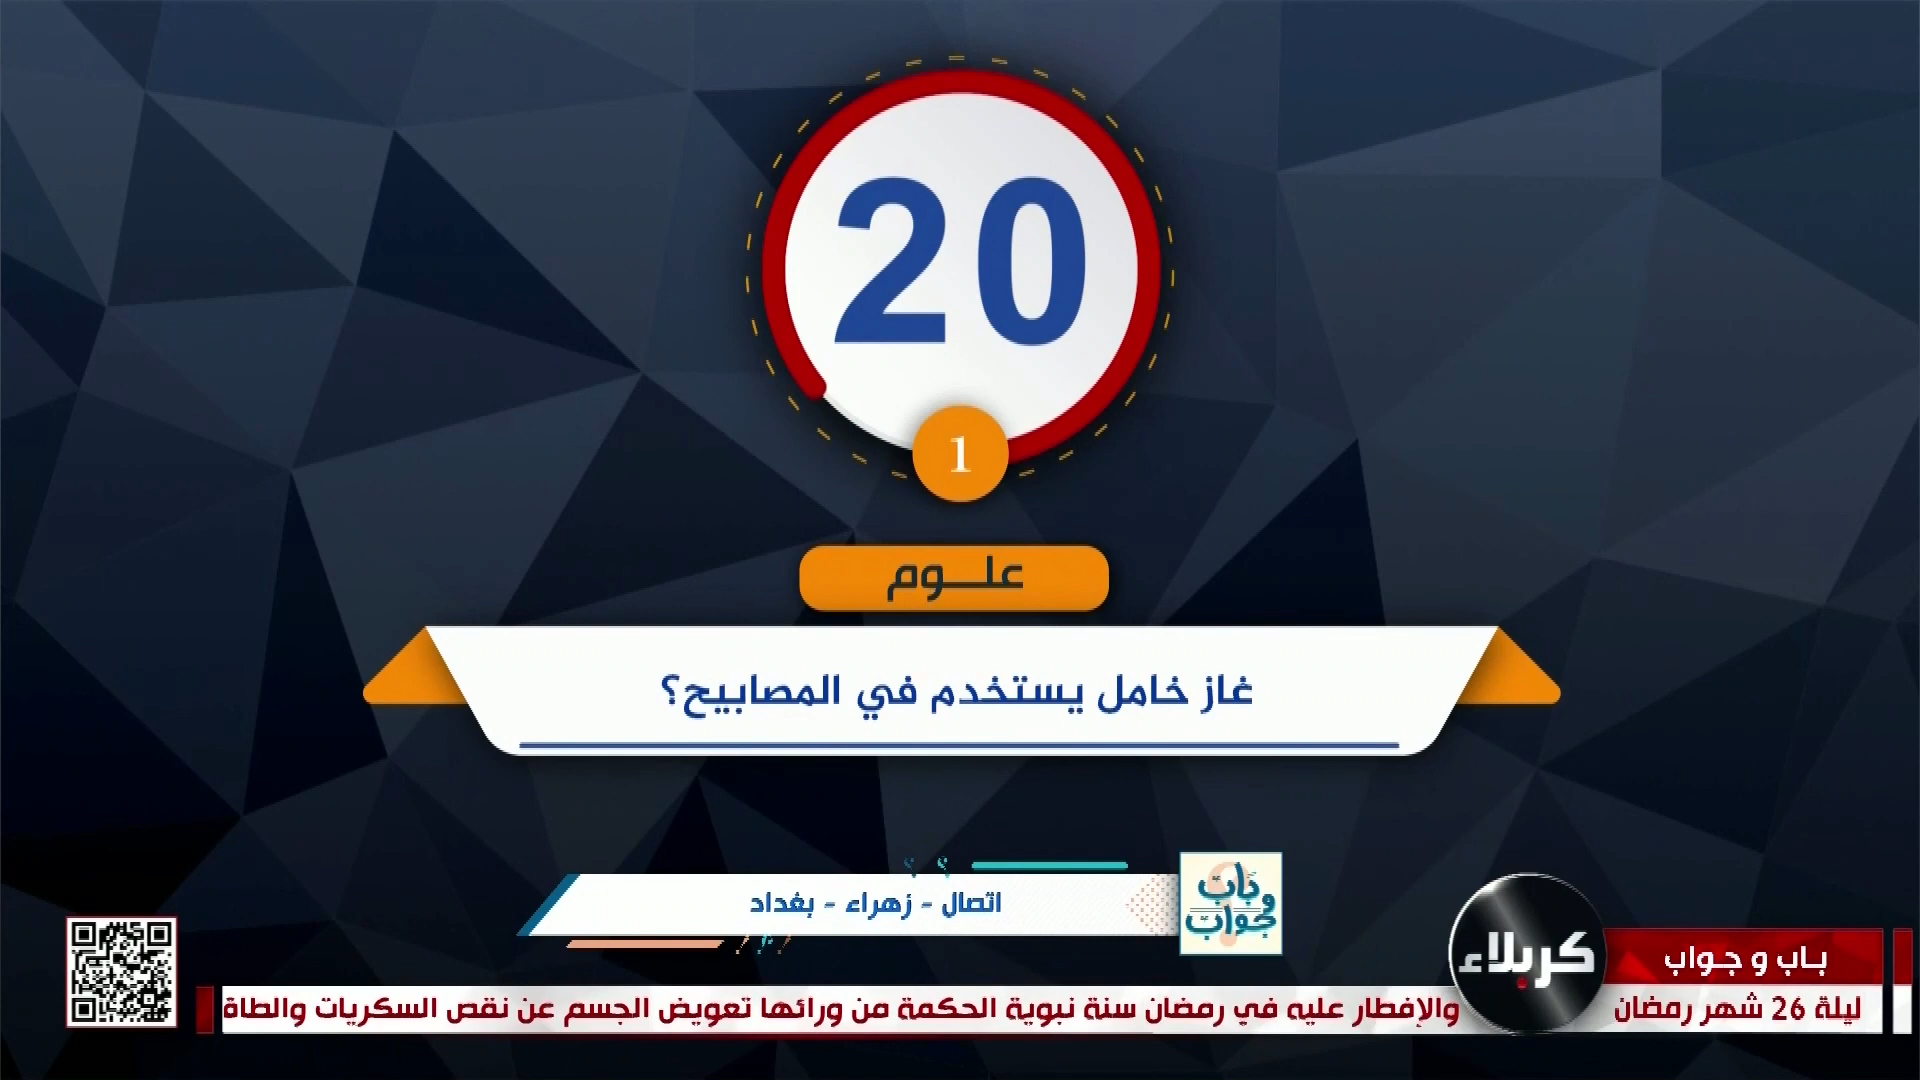 20
1
علـــوم
غاز خامل يستخدم في المصابيح؟
اتصال - زهراء - بغداد
باب
وجواب
كربلاء
بـاب و جـواب
ليلة 26 شهر رمضان
والإفطار عليه في رمضان سنة نبوية الحكمة من ورائها تعويض الجسم عن نقص السكريات والطاة